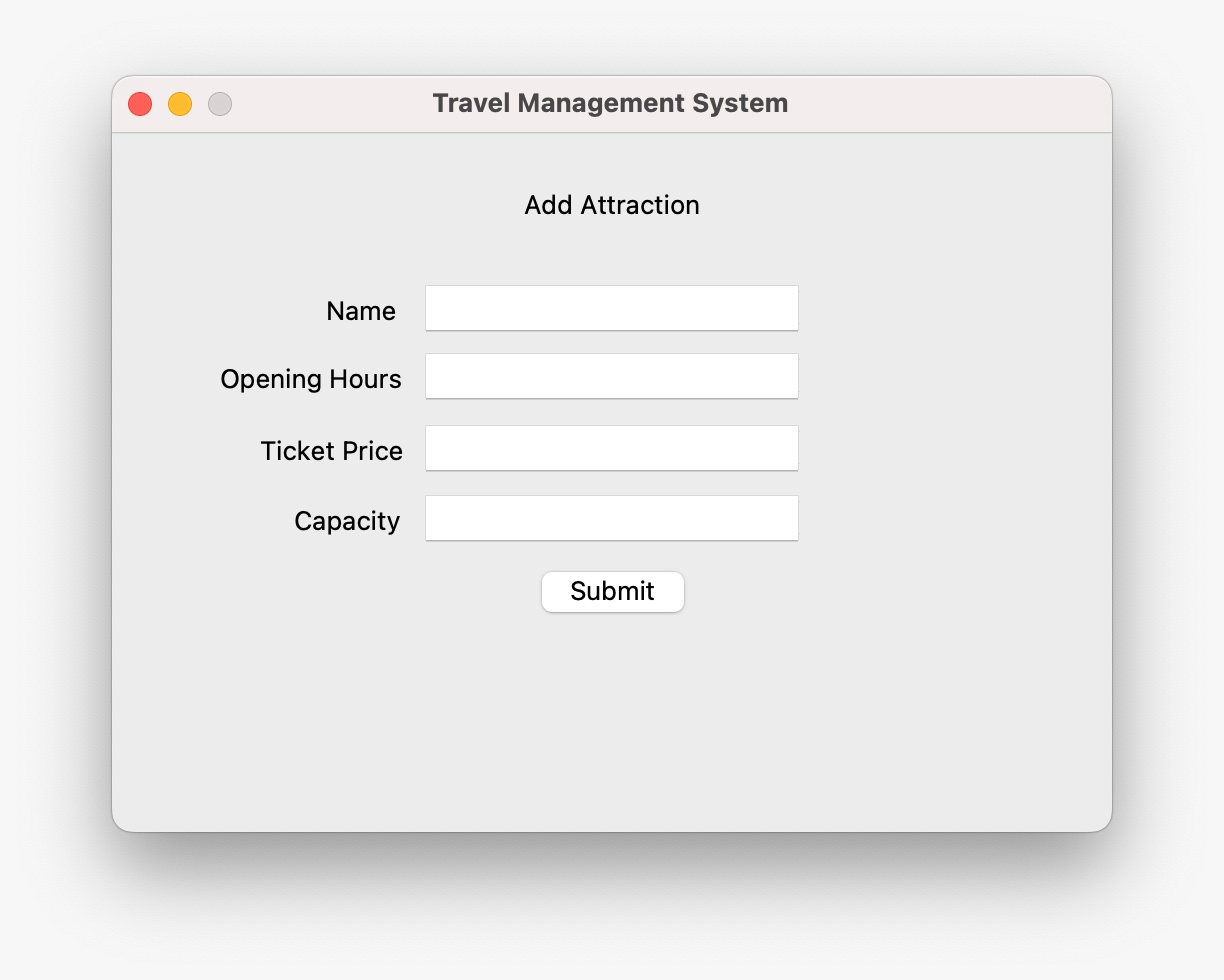 Travel Management System
Add Attraction
Name
Opening Hours
Ticket Price
Capacity
Submit